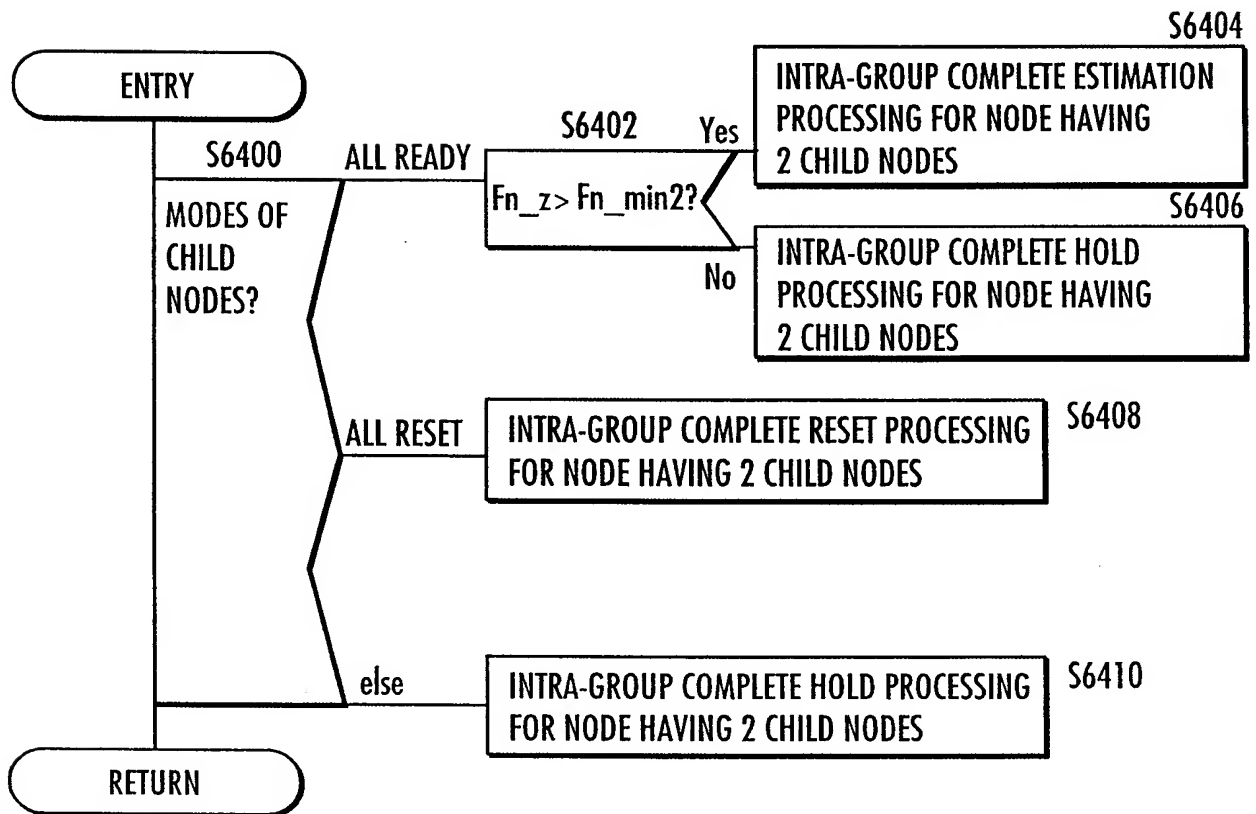 ENTRY
S6400
MODES OF
CHILD
NODES?
ALL READY
S6402
Fn_z> Fn_min2?
Yes
S6404
INTRA-GROUP COMPLETE ESTIMATION
PROCESSING FOR NODE HAVING
2 CHILD NODES
No
S6406
INTRA-GROUP COMPLETE HOLD
PROCESSING FOR NODE HAVING
2 CHILD NODES
ALL RESET
INTRA-GROUP COMPLETE RESET PROCESSING
FOR NODE HAVING 2 CHILD NODES
S6408
else
INTRA-GROUP COMPLETE HOLD PROCESSING
FOR NODE HAVING 2 CHILD NODES
S6410
RETURN